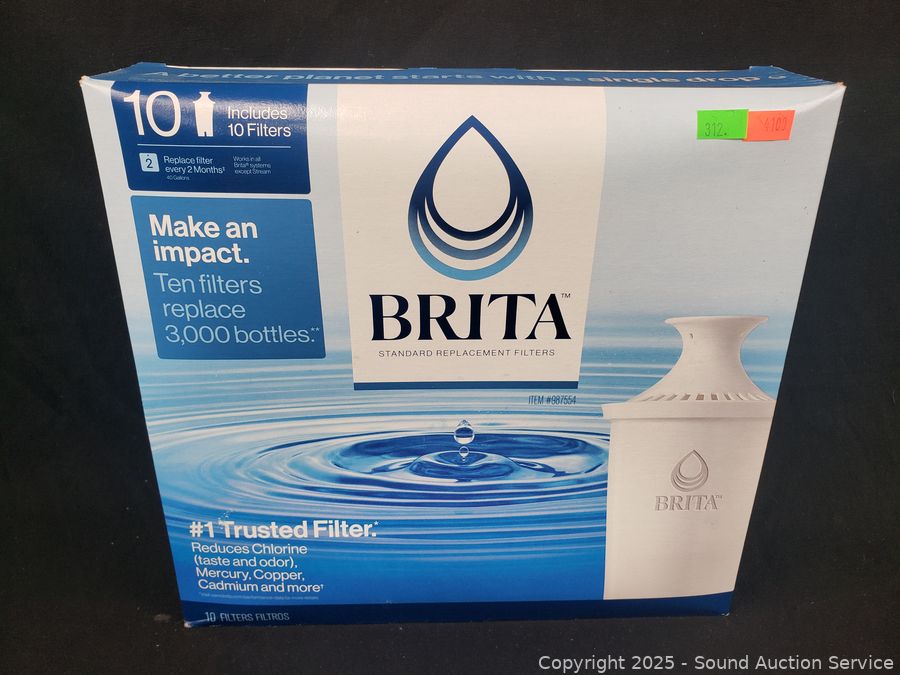 A better planet starts with a single drop
10
Includes
10 Filters
2
Replace filter
every 2 Months‡
40 Gallons
Works in all
Brita® systems
except Stream
312.
4103
Make an
impact.
Ten filters
replace
3,000 bottles.**
BRITA™
STANDARD REPLACEMENT FILTERS
ITEM #987554
BRITA™
#1 Trusted Filter.*
Reduces Chlorine
(taste and odor),
Mercury, Copper,
Cadmium and more†
10 FILTERS FILTROS
Copyright 2025 - Sound Auction Service